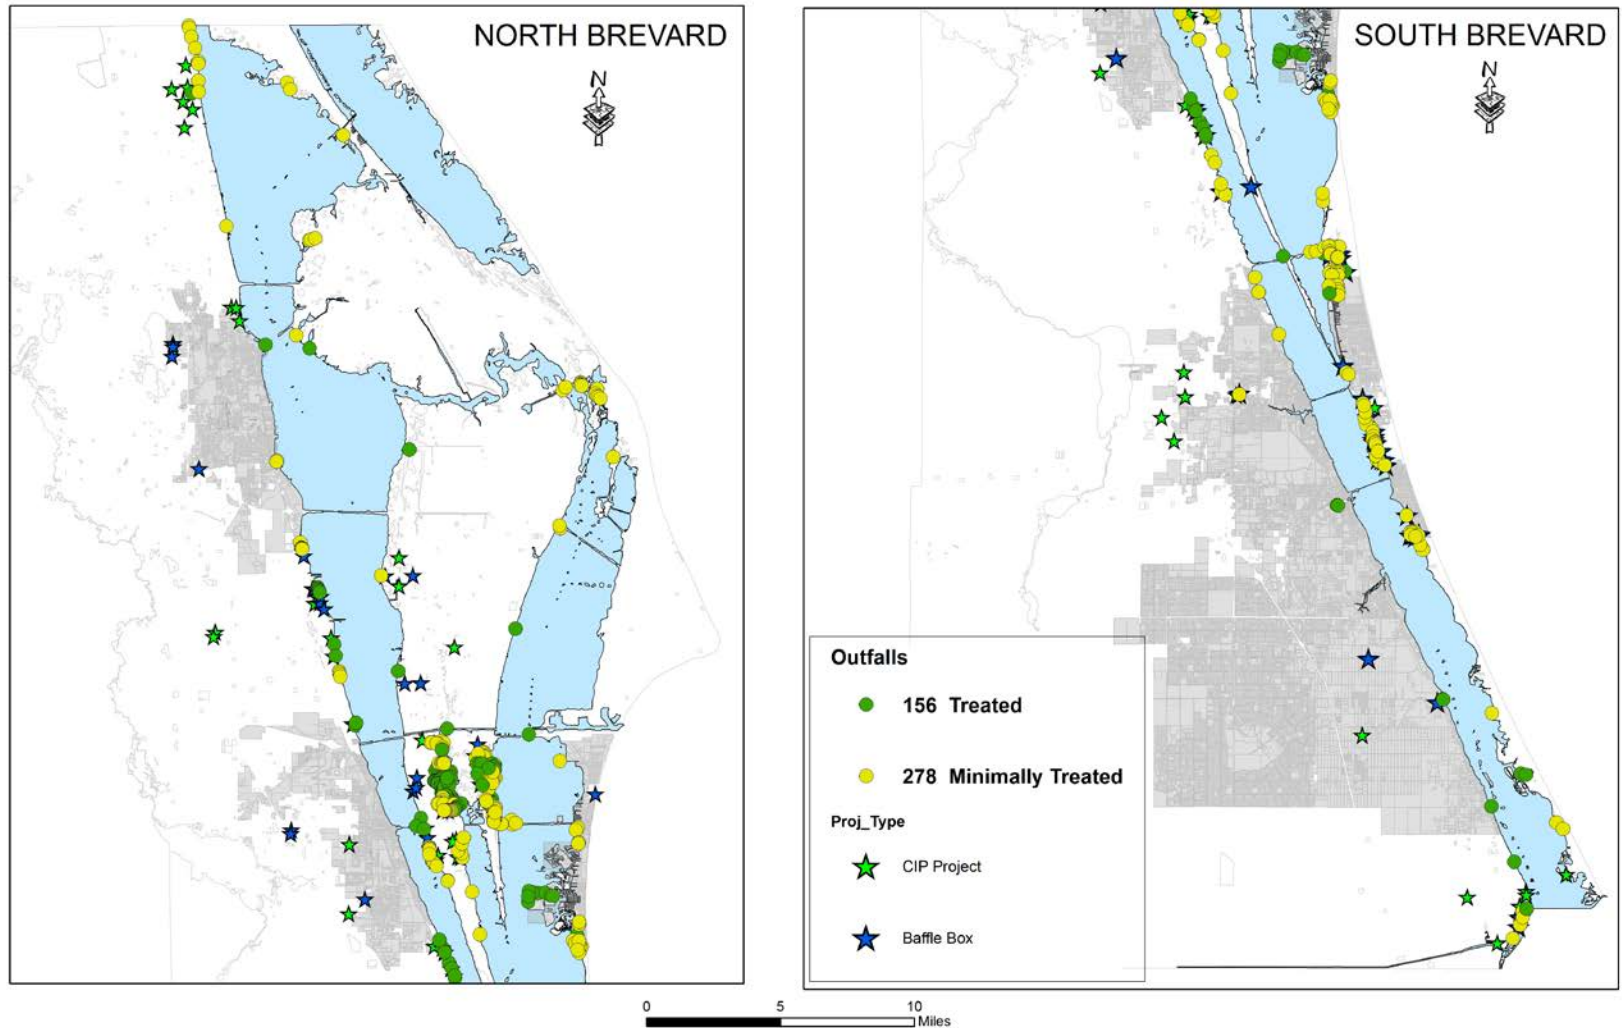 NORTH BREVARD
N
SOUTH BREVARD
N
Outfalls
156 Treated
278 Minimally Treated
Proj_Type
CIP Project
Baffle Box
0 5 10
Miles